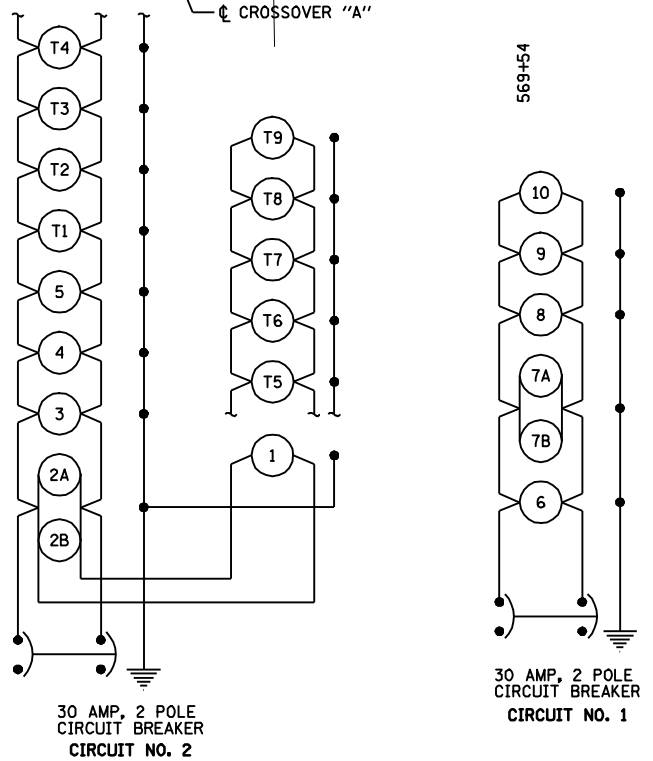 ℄ CROSSOVER "A"
569+54
T4
T3
T2
T1
5
4
3
2A
2B
T9
T8
T7
T6
T5
1
10
9
8
7A
7B
6
30 AMP, 2 POLE
CIRCUIT BREAKER
CIRCUIT NO. 2
30 AMP, 2 POLE
CIRCUIT BREAKER
CIRCUIT NO. 1